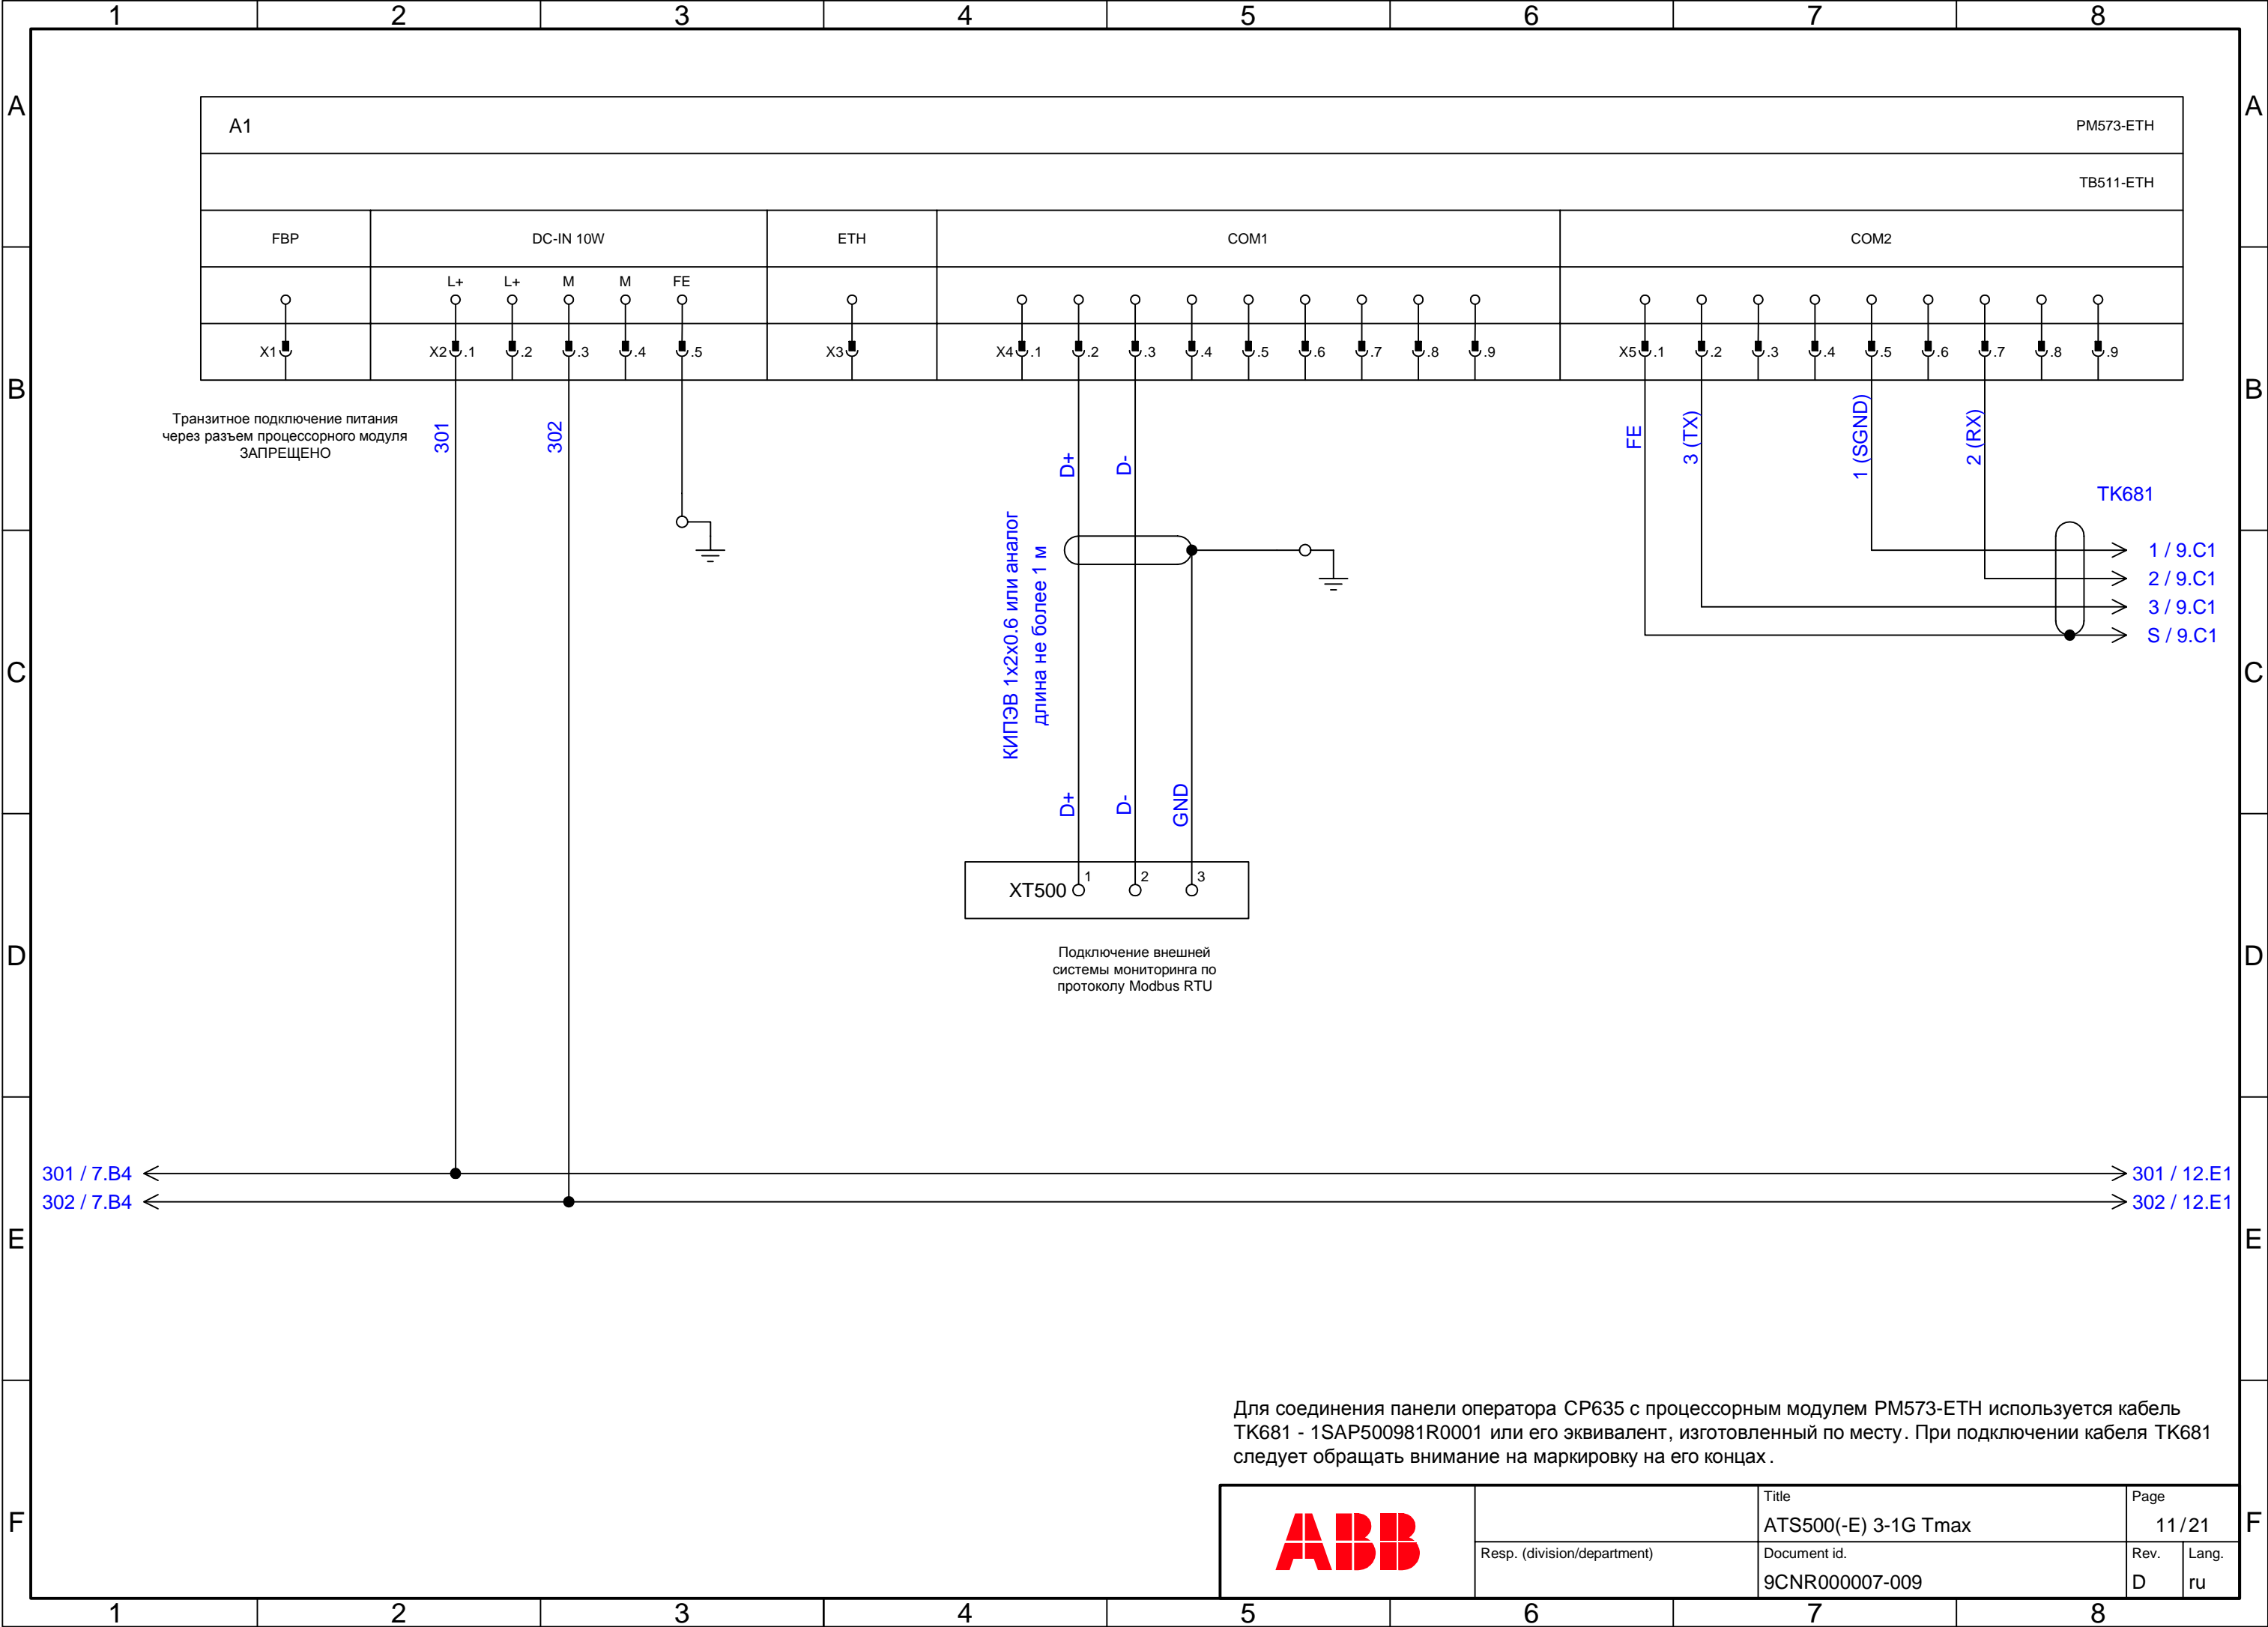 1 2 3 4 5 6 7 8
A A
A1 PM573-ETH
TB511-ETH
FBP DC-IN 10W ETH COM1 COM2
B B
L+ L+ M M FE
X1 X2 .1 .2 .3 .4 .5 X3 X4 .1 .2 .3 .4 .5 .6 .7 .8 .9 X5 .1 .2 .3 .4 .5 .6 .7 .8 .9
Транзитное подключение питания
через разъем процессорного модуля
ЗАПРЕЩЕНО
301
302
D+
D-
FE
3 (TX)
1 (SGND)
2 (RX)
TK681
1 / 9.C1
2 / 9.C1
3 / 9.C1
S / 9.C1
C C
КИПЭВ 1x2x0.6 или аналог
длина не более 1 м
D+
D-
GND
XT500 1 2 3
D D
Подключение внешней
системы мониторинга по
протоколу Modbus RTU
301 / 7.B4 301 / 12.E1
302 / 7.B4 302 / 12.E1
E E
Для соединения панели оператора CP635 с процессорным модулем PM573-ETH используется кабель
TK681 - 1SAP500981R0001 или его эквивалент, изготовленный по месту. При подключении кабеля TK681
следует обращать внимание на маркировку на его концах.
F F
ABB
Title
ATS500(-E) 3-1G Tmax
Page
11/21
Resp. (division/department)
Document id.
9CNR000007-009
Rev.
D
Lang.
ru
1 2 3 4 5 6 7 8